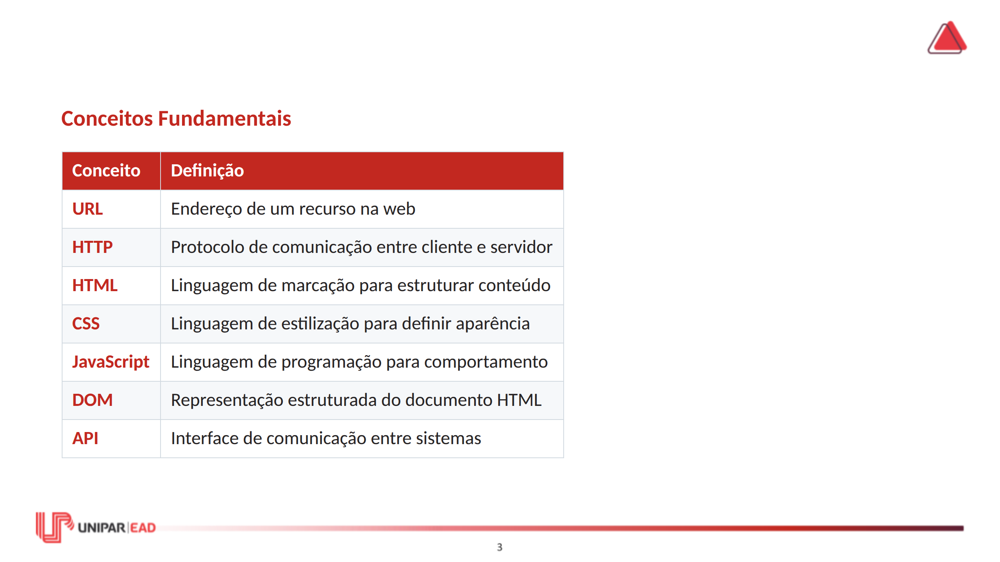 Conceitos Fundamentais
Conceito Definição
URL Endereço de um recurso na web
HTTP Protocolo de comunicação entre cliente e servidor
HTML Linguagem de marcação para estruturar conteúdo
CSS Linguagem de estilização para definir aparência
JavaScript Linguagem de programação para comportamento
DOM Representação estruturada do documento HTML
API Interface de comunicação entre sistemas
UNIPAR|EAD
3